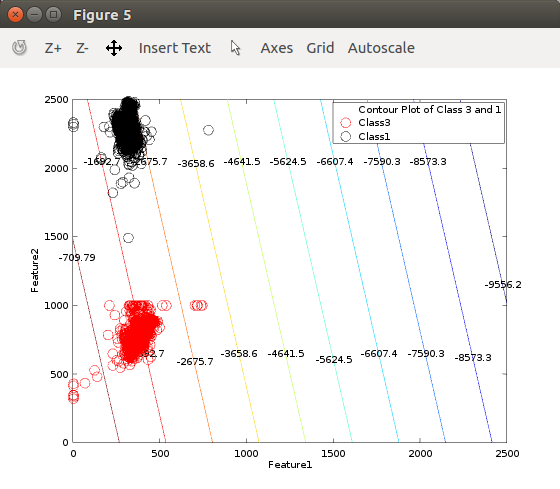 Figure 5
Z+ Z- Insert Text Axes Grid Autoscale
2500
Contour Plot of Class 3 and 1
Class3
Class1
2000
-1692.7 -2675.7 -3658.6 -4641.5 -5624.5 -6607.4 -7590.3 -8573.3
1500
-709.79
Feature2
-9556.2
1000
-1692.7 -2675.7 -3658.6 -4641.5 -5624.5 -6607.4 -7590.3 -8573.3
500
0
0 500 1000 1500 2000 2500
Feature1